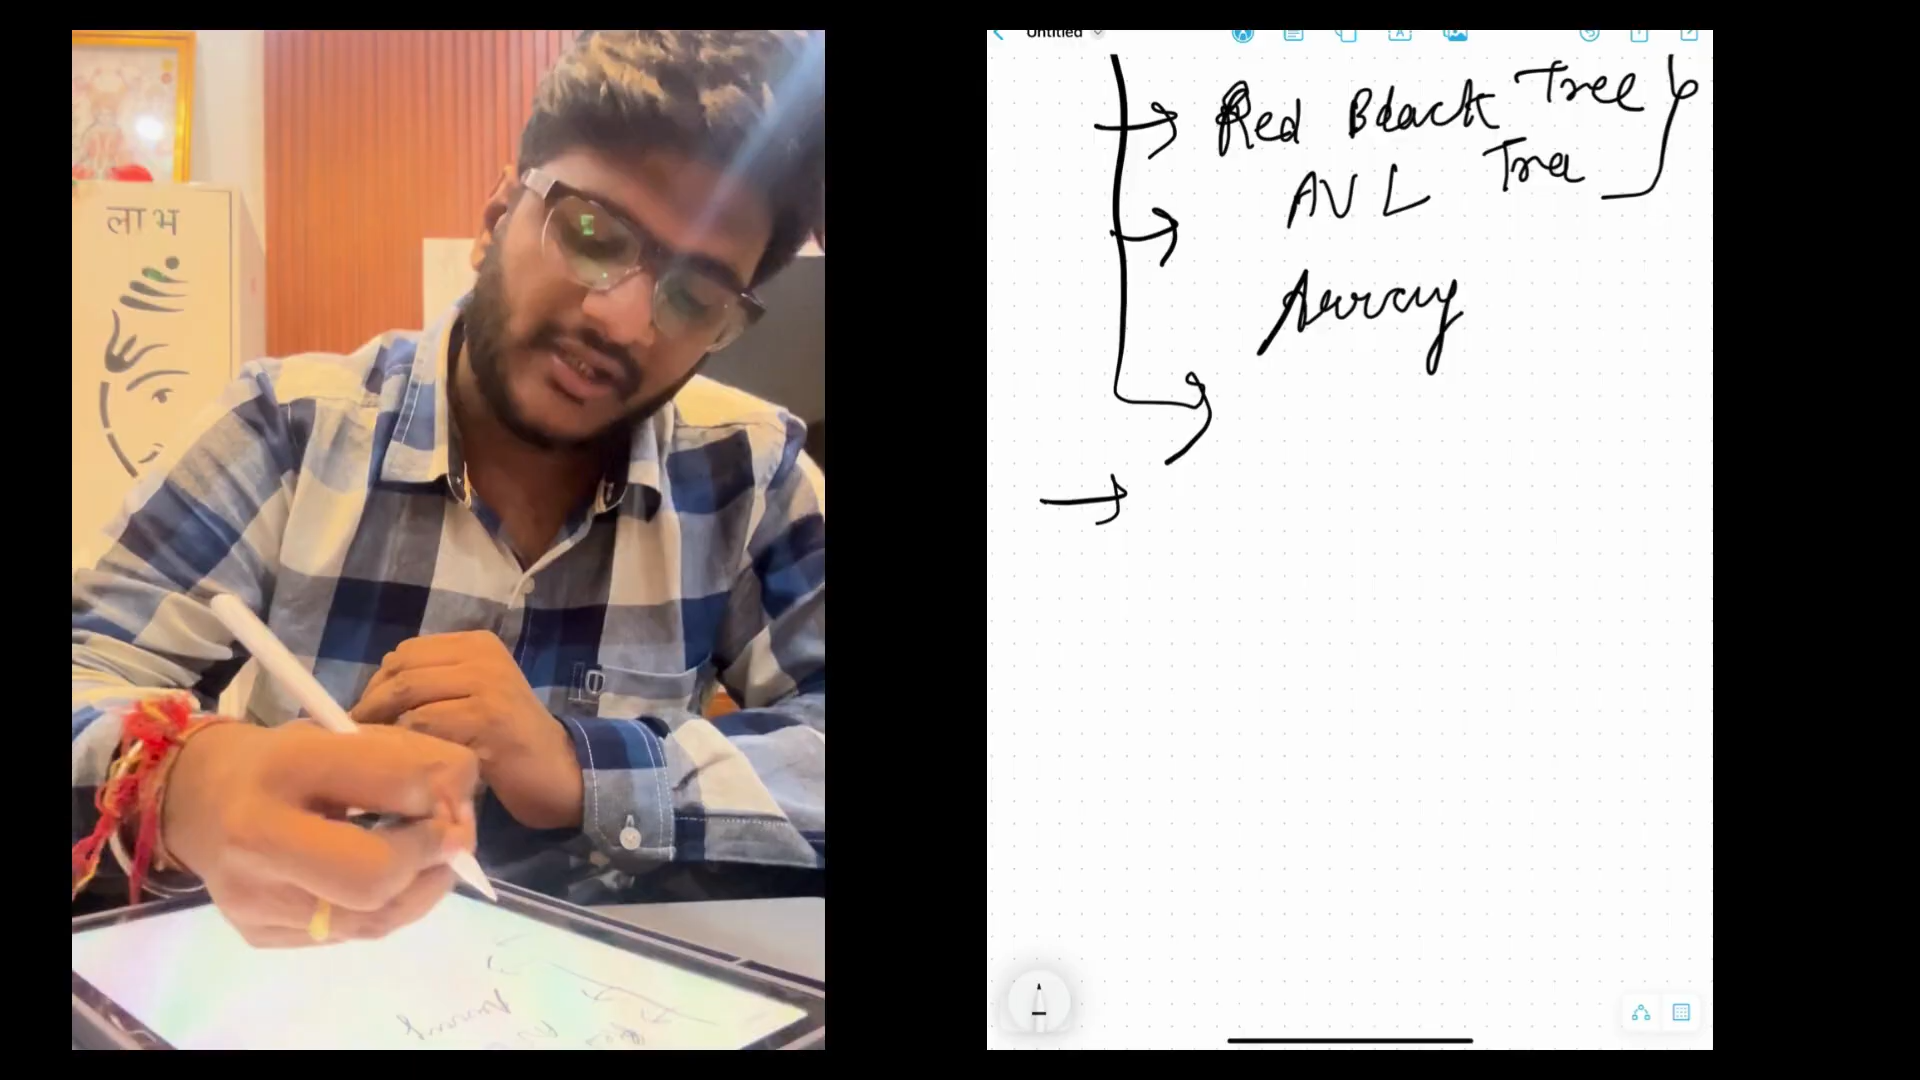 लाभ
Untitled
Red Black Tree
AVL Tree
Array